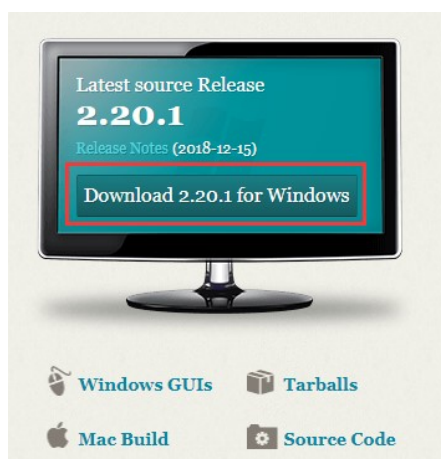 Latest source Release
2.20.1
Release Notes (2018-12-15)
Download 2.20.1 for Windows
Windows GUIs
Tarballs
Mac Build
Source Code